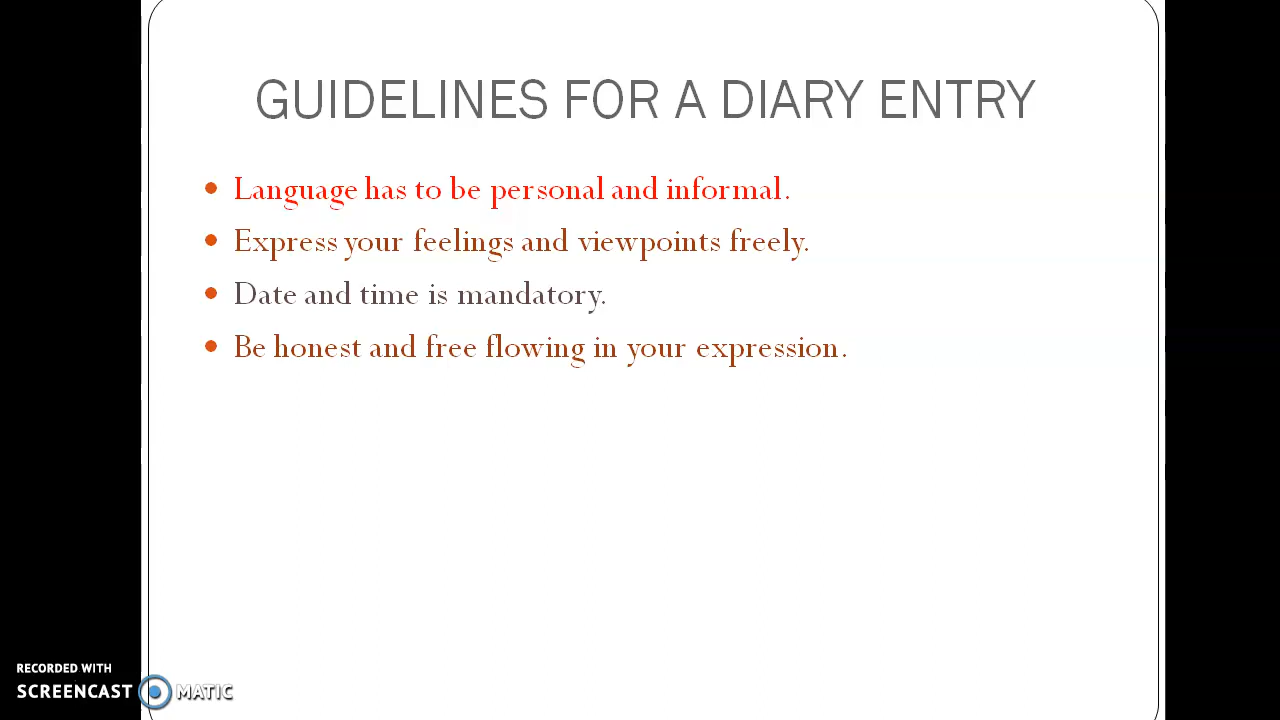 GUIDELINES FOR A DIARY ENTRY
Language has to be personal and informal.
Express your feelings and viewpoints freely.
Date and time is mandatory.
Be honest and free flowing in your expression.
RECORDED WITH
SCREENCAST MATIC